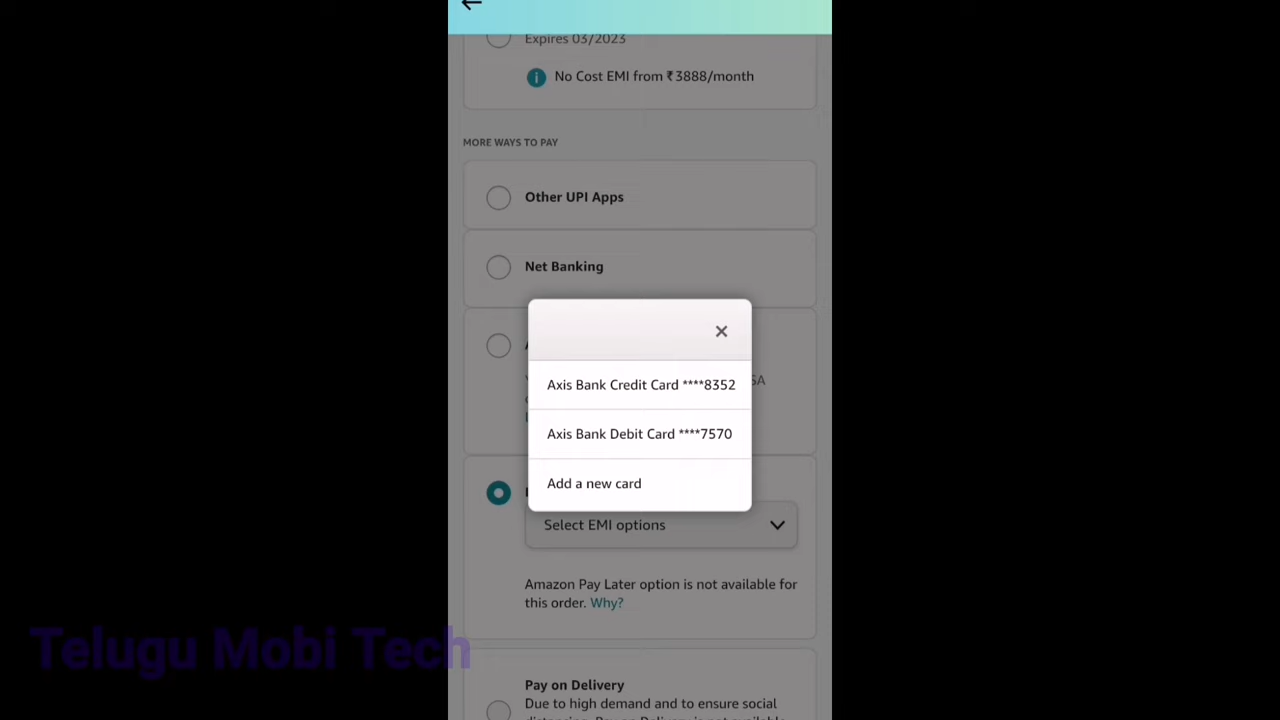 Expires 03/2023
No Cost EMI from ₹3888/month
MORE WAYS TO PAY
Other UPI Apps
Net Banking
Axis Bank Credit Card ****8352
Axis Bank Debit Card ****7570
Add a new card
Select EMI options
Amazon Pay Later option is not available for
this order. Why?
Telugu Mobi Tech
Pay on Delivery
Due to high demand and to ensure social